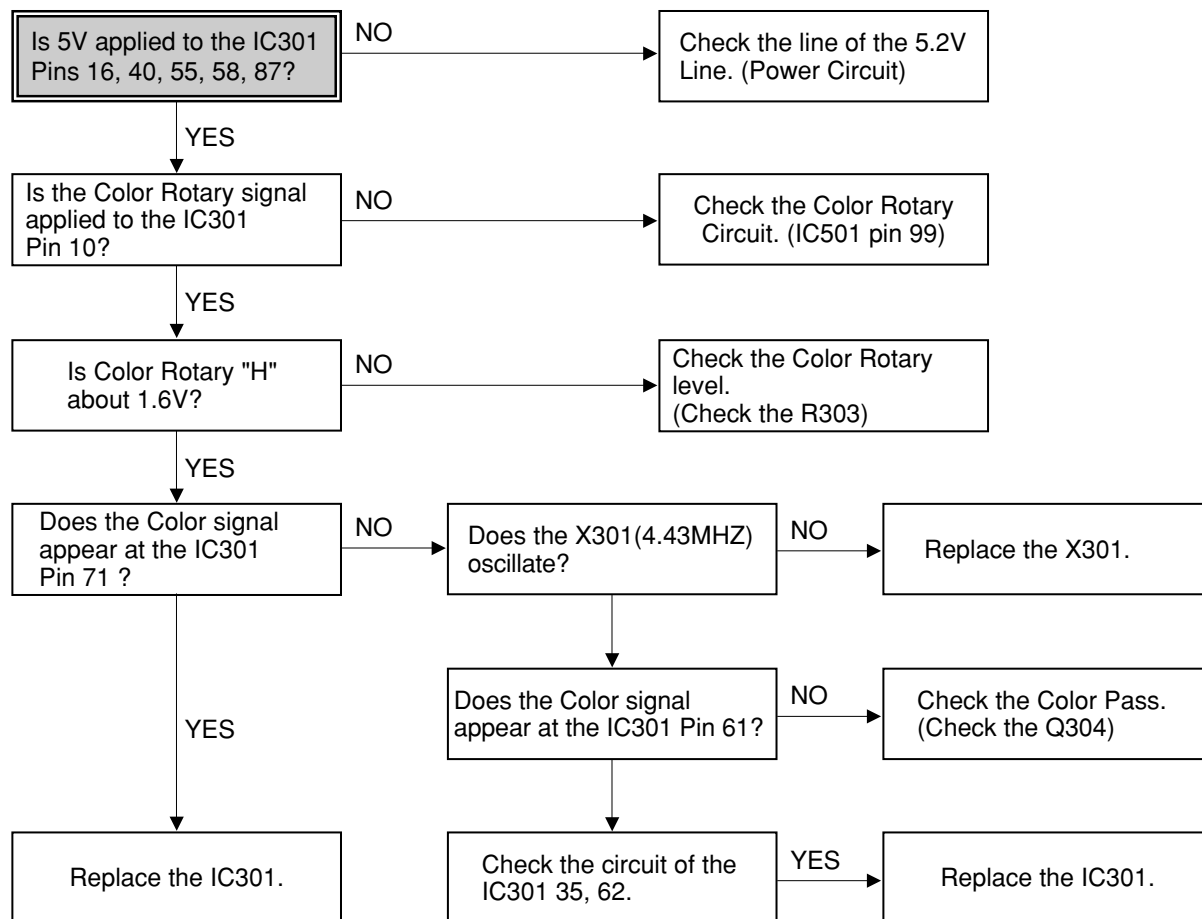 Is 5V applied to the IC301
Pins 16, 40, 55, 58, 87?
NO
Check the line of the 5.2V
Line. (Power Circuit)
YES
Is the Color Rotary signal
applied to the IC301
Pin 10?
NO
Check the Color Rotary
Circuit. (IC501 pin 99)
YES
Is Color Rotary "H"
about 1.6V?
NO
Check the Color Rotary
level.
(Check the R303)
YES
Does the Color signal
appear at the IC301
Pin 71 ?
NO
Does the X301(4.43MHZ)
oscillate?
NO
Replace the X301.
Does the Color signal
appear at the IC301 Pin 61?
NO
Check the Color Pass.
(Check the Q304)
YES
Replace the IC301.
Check the circuit of the
IC301 35, 62.
YES
Replace the IC301.